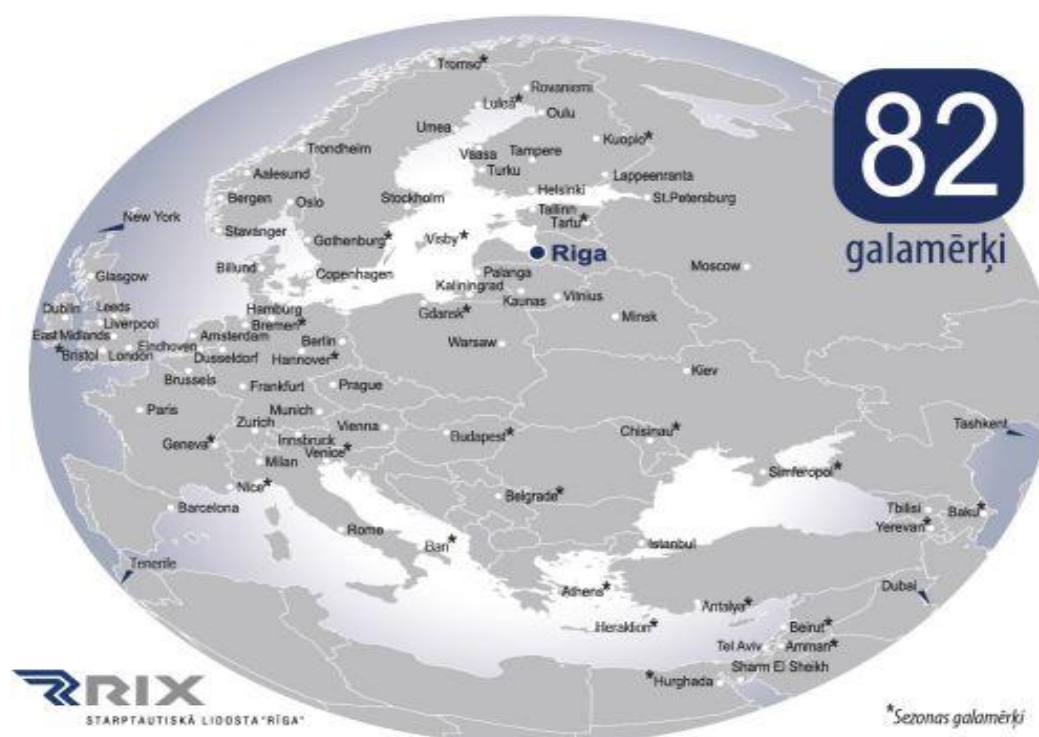 Tromso*
Rovaniemi
Luleå*
Oulu
Umea
Kuopio*
Vaasa
Tampere
Trondheim
Turku
Lappeenranta
Aalesund
Helsinki
Bergen
Oslo
Stockholm
St.Petersburg
Tallinn
Tartu*
New York
Stavanger
Gothenburg*
Visby*
Riga
82
galamērķi
Glasgow
Billund
Copenhagen
Palanga
Moscow
Kaliningrad
Kaunas
Vilnius
Dublin
Leeds
Hamburg
Gdansk*
Liverpool
Bremen*
Minsk
East Midlands
Amsterdam
Eindhoven
Berlin
Warsaw
*Bristol
London
Dusseldorf
Hannover*
Brussels
Frankfurt
Prague
Kiev
Paris
Munich
Zurich
Vienna
Tashkent
Geneva*
Innsbruck
Budapest*
Chisinau*
Venice*
Milan
Simferopol*
Nice*
Belgrade*
Barcelona
Tbilisi
Baku*
Rome
Yerevan*
Bari*
Istanbul
Tenerife
Dubai
Athens*
Antalya*
Heraklion*
Beirut*
Tel Aviv
Amman*
Sharm El Sheikh
*Hurghada
RIX
STARPTAUTISKĀ LIDOSTA "RĪGA"
*Sezonas galamērķi